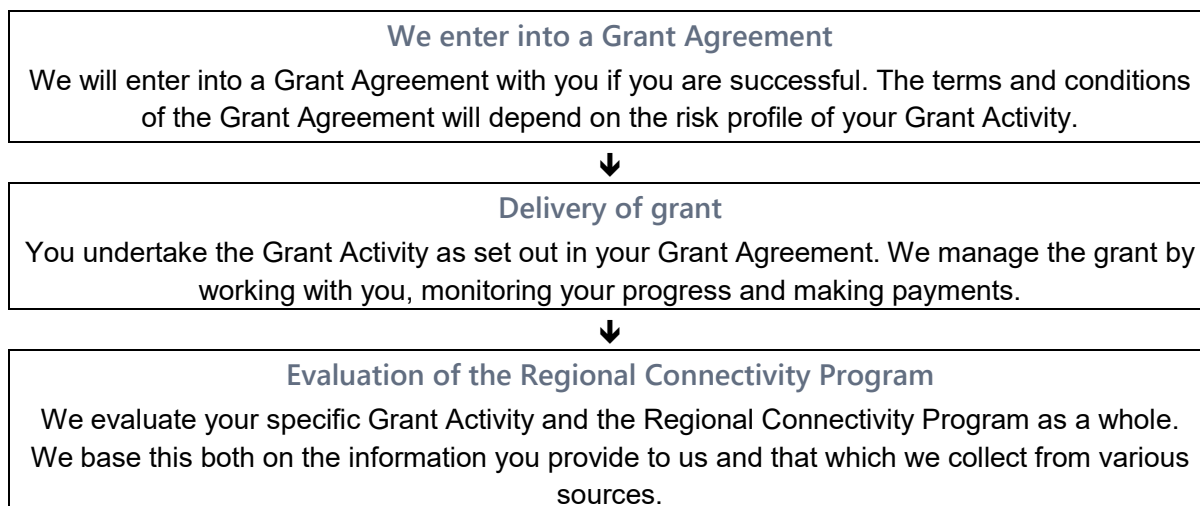 We enter into a Grant Agreement
We will enter into a Grant Agreement with you if you are successful. The terms and conditions
of the Grant Agreement will depend on the risk profile of your Grant Activity.
Delivery of grant
You undertake the Grant Activity as set out in your Grant Agreement. We manage the grant by
working with you, monitoring your progress and making payments.
Evaluation of the Regional Connectivity Program
We evaluate your specific Grant Activity and the Regional Connectivity Program as a whole.
We base this both on the information you provide to us and that which we collect from various
sources.